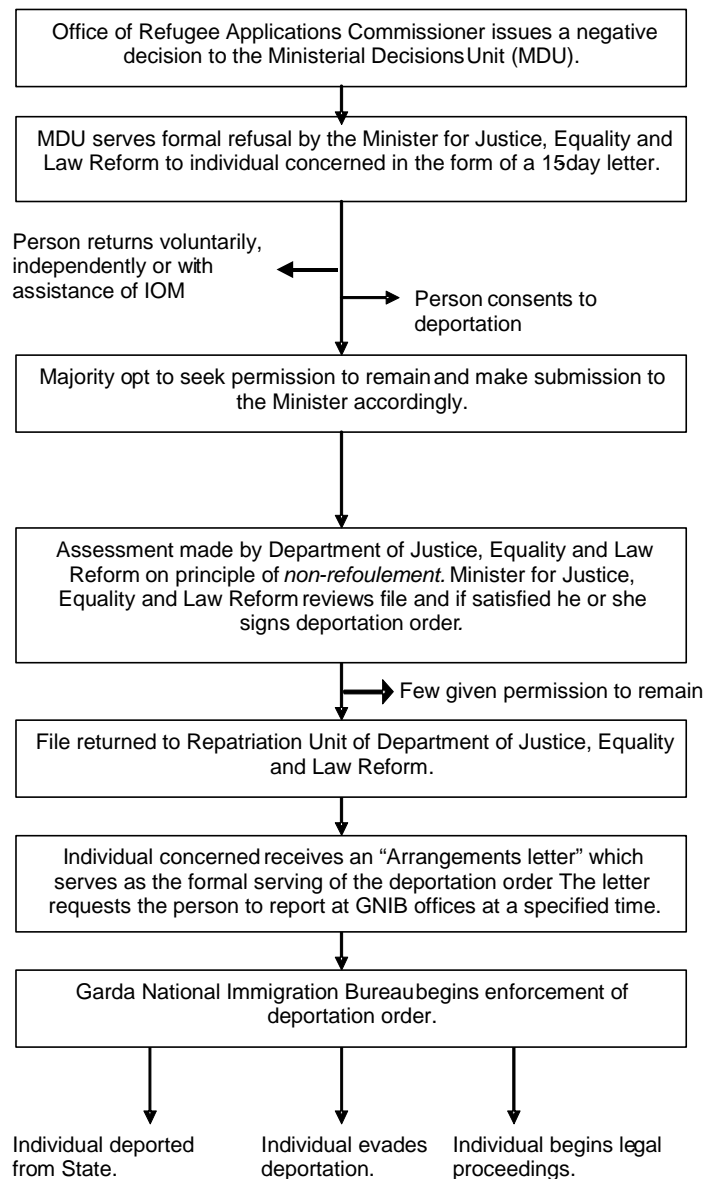 Office of Refugee Applications Commissioner issues a negative
decision to the Ministerial DecisionsUnit (MDU).
MDU serves formal refusal by the Minister for Justice, Equality and
Law Reform to individual concerned in the form of a 15day letter.
Person returns voluntarily,
independently or with
assistance of IOM
Person consents to
deportation
Majority opt to seek permission to remain and make submission to
the Minister accordingly.
Assessment made by Department of Justice, Equality and Law
Reform on principle of non-refoulement. Minister for Justice,
Equality and Law Reform reviews file and if satisfied he or she
signs deportation order.
Few given permission to remain
File returned to Repatriation Unit of Department of Justice, Equality
and Law Reform.
Individual concerned receives an “Arrangements letter” which
serves as the formal serving of the deportation order. The letter
requests the person to report at GNIB offices at a specified time.
Garda National Immigration Bureau begins enforcement of
deportation order.
Individual deported
from State.
Individual evades
deportation.
Individual begins legal
proceedings.